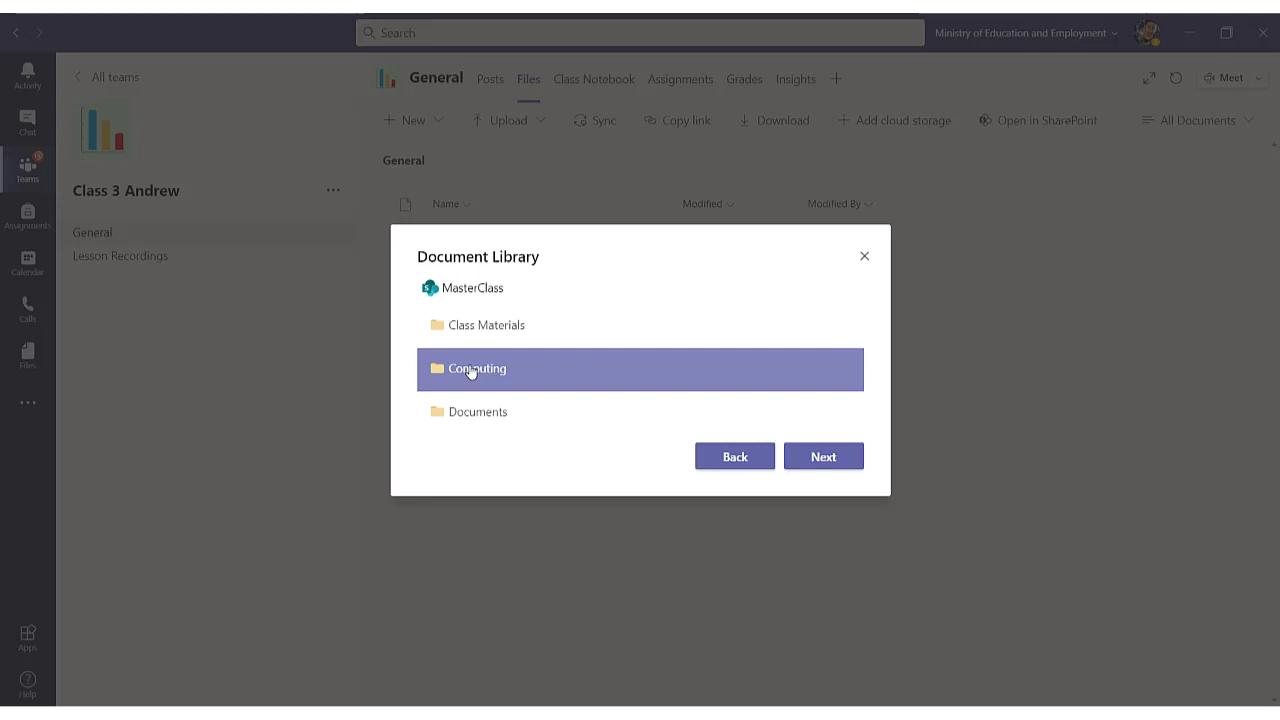 Search
Ministry of Education and Employment
Activity
Chat
Teams
Assignments
Calendar
Calls
Files
Apps
Help
All teams
Class 3 Andrew
General
Lesson Recordings
General Posts Files Class Notebook Assignments Grades Insights
Meet
New Upload Sync Copy link Download Add cloud storage Open in SharePoint All Documents
General
Name Modified Modified By
Document Library
MasterClass
Class Materials
Computing
Documents
Back Next